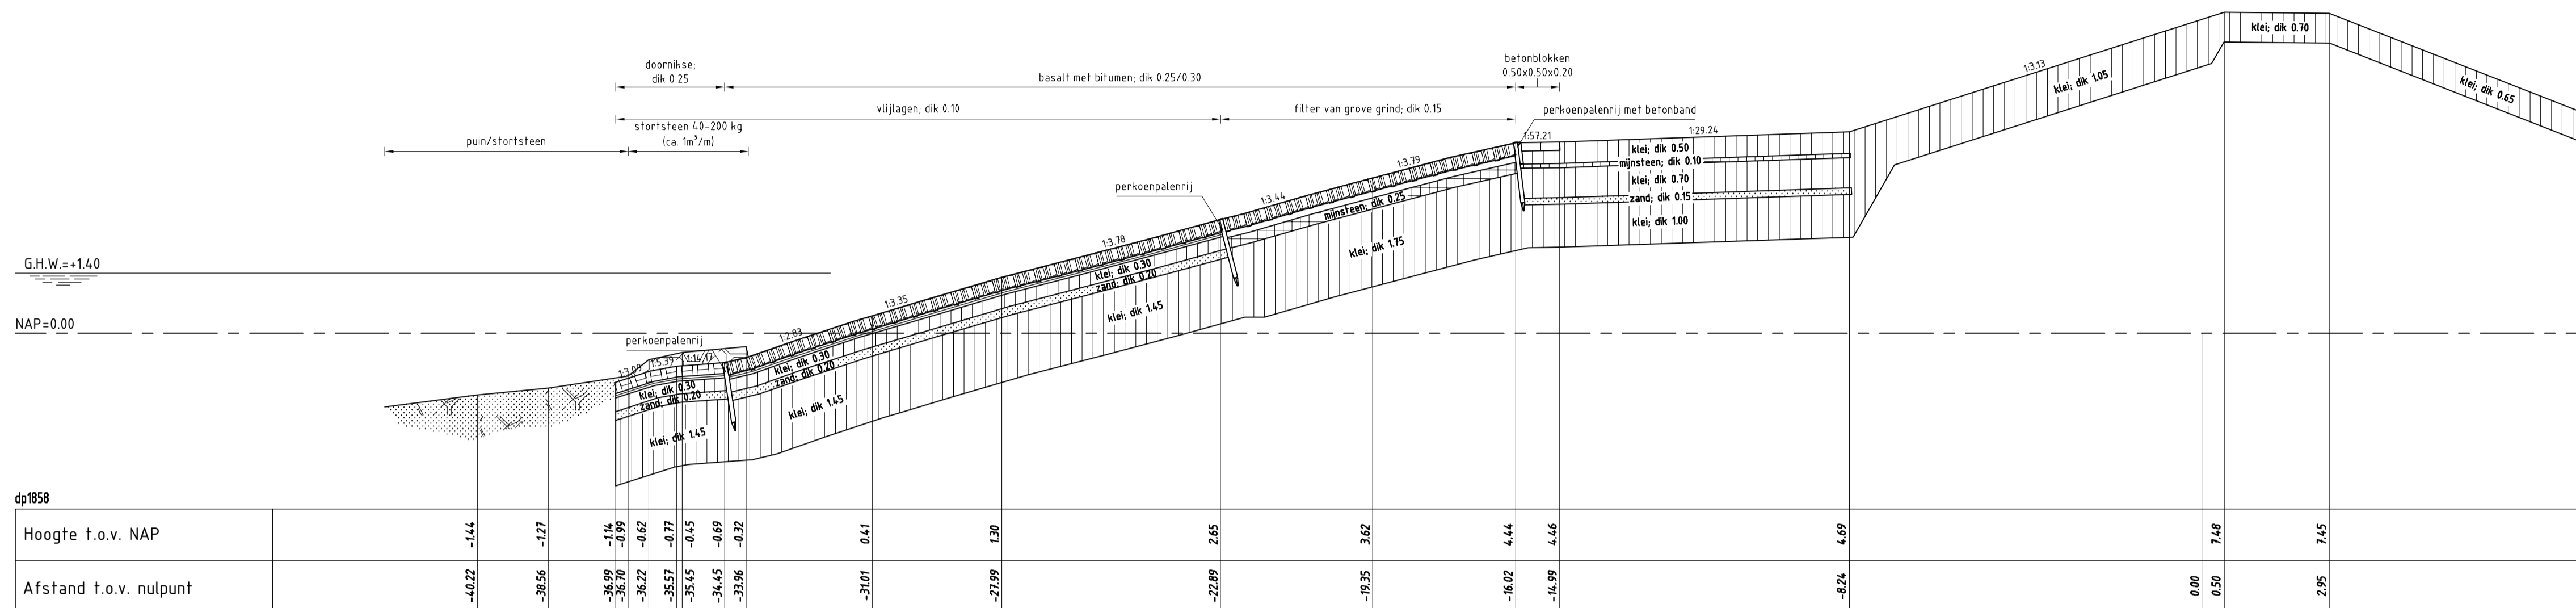 klei; dik 0.70
doornikse;
dik 0.25
basalt met bitumen; dik 0.25/0.30
betonblokken
0.50x0.50x0.20
1:3.13
klei; dik 1.05
klei; dik 0.65
vlijlagen; dik 0.10
filter van grove grind; dik 0.15
perkoenpalenrij met betonband
puin/stortsteen
stortsteen 40-200 kg
(ca. 1m³/m)
1:57.21
1:29.24
klei; dik 0.50
mijnsteen; dik 0.10
klei; dik 0.70
zand; dik 0.15
klei; dik 1.00
perkoenpalenrij
1:3.44
1:3.79
mijnsteen; dik 0.25
klei; dik 1.75
1:3.78
klei; dik 0.30
zand; dik 0.20
klei; dik 1.45
G.H.W.=+1.40
1:3.35
NAP=0.00
1:2.83
klei; dik 0.30
zand; dik 0.20
klei; dik 1.45
perkoenpalenrij
1:3.09
1:5.39
1:14.17
klei; dik 0.30
zand; dik 0.20
klei; dik 1.45
dp1858
Hoogte t.o.v. NAP -1.44 -1.27 -1.14 -0.99 -0.62 -0.77 -0.45 -0.69 -0.32 0.41 1.30 2.65 3.62 4.44 4.46 4.69 7.48 7.45
Afstand t.o.v. nulpunt -40.22 -38.56 -36.99 -36.70 -36.22 -35.57 -35.45 -34.45 -33.96 -31.01 -27.99 -22.89 -19.35 -16.02 -14.99 -8.24 0.00 0.50 2.95